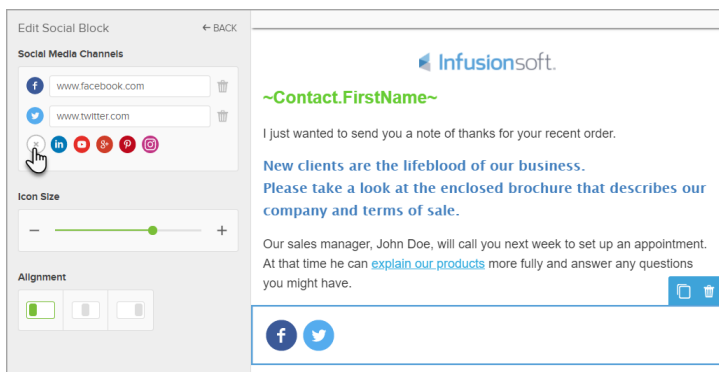 Edit Social Block
← BACK
Social Media Channels
www.facebook.com
www.twitter.com
Icon Size
Alignment
Infusionsoft.
~Contact.FirstName~
I just wanted to send you a note of thanks for your recent order.
New clients are the lifeblood of our business.
Please take a look at the enclosed brochure that describes our
company and terms of sale.
Our sales manager, John Doe, will call you next week to set up an appointment.
At that time he can explain our products more fully and answer any questions
you might have.